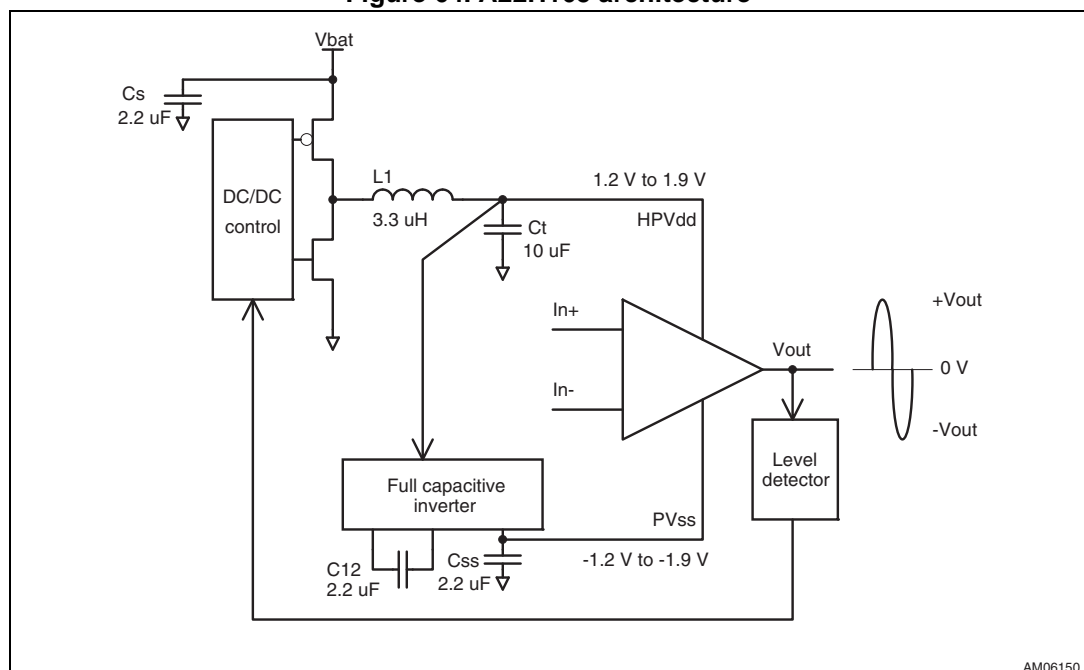 Vbat
Cs
2.2 uF
L1
1.2 V to 1.9 V
DC/DC
control
3.3 uH
HPVdd
Ct
10 uF
In+
+Vout
Vout
0 V
In-
-Vout
Level
detector
Full capacitive
inverter
PVss
-1.2 V to -1.9 V
C12
2.2 uF
Css
2.2 uF
AM06150